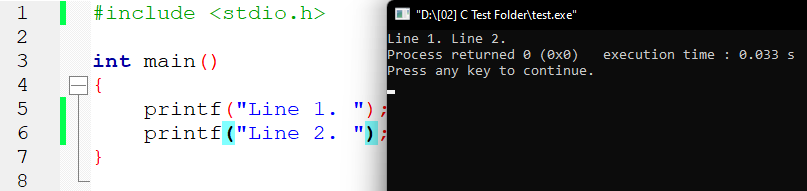 1 #include <stdio.h>
2
3 int main()
4 {
5 printf("Line 1. ");
6 printf("Line 2. ");
7 }
8
"D:\[02] C Test Folder\test.exe"
Line 1. Line 2.
Process returned 0 (0x0)   execution time : 0.033 s
Press any key to continue.